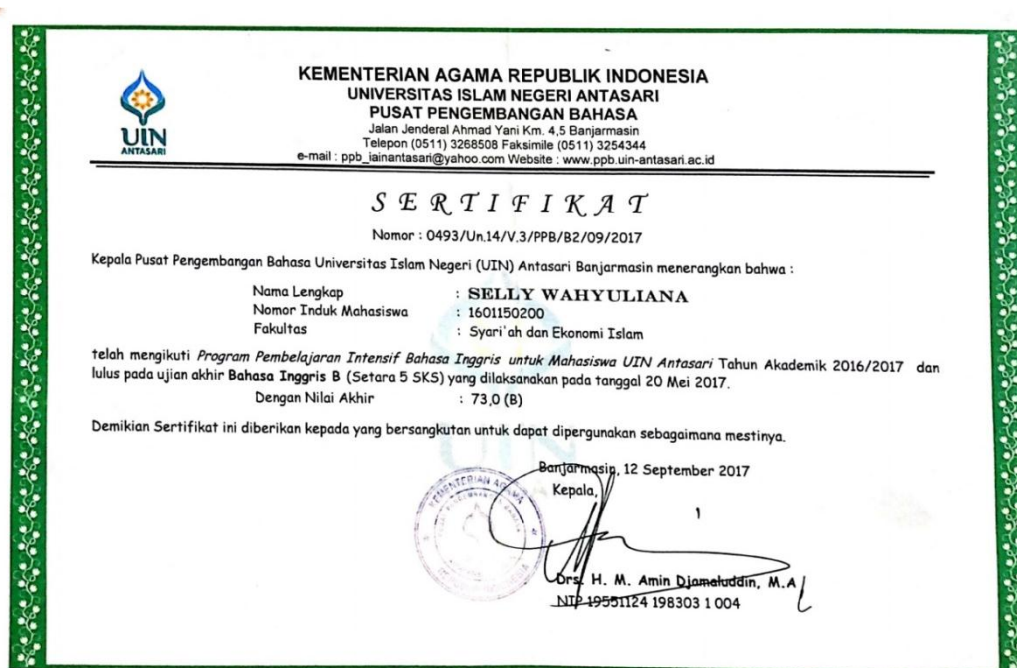 UIN
ANTASARI
KEMENTERIAN AGAMA REPUBLIK INDONESIA
UNIVERSITAS ISLAM NEGERI ANTASARI
PUSAT PENGEMBANGAN BAHASA
Jalan Jenderal Ahmad Yani Km. 4,5 Banjarmasin
Telepon (0511) 3268508 Faksimile (0511) 3254344
e-mail : ppb_iainantasari@yahoo.com Website : www.ppb.uin-antasari.ac.id
SERTIFIKAT
Nomor : 0493/Un.14/V.3/PPB/B2/09/2017
Kepala Pusat Pengembangan Bahasa Universitas Islam Negeri (UIN) Antasari Banjarmasin menerangkan bahwa :
Nama Lengkap : SELLY WAHYULIANA
Nomor Induk Mahasiswa : 1601150200
Fakultas : Syari'ah dan Ekonomi Islam
telah mengikuti Program Pembelajaran Intensif Bahasa Inggris untuk Mahasiswa UIN Antasari Tahun Akademik 2016/2017 dan
lulus pada ujian akhir Bahasa Inggris B (Setara 5 SKS) yang dilaksanakan pada tanggal 20 Mei 2017.
Dengan Nilai Akhir : 73,0 (B)
Demikian Sertifikat ini diberikan kepada yang bersangkutan untuk dapat dipergunakan sebagaimana mestinya.
Banjarmasin, 12 September 2017
Kepala,
KEMENTERIAN AGAMA
Drs. H. M. Amin Djamaluddin, M.A
NIP 19551124 198303 1 004